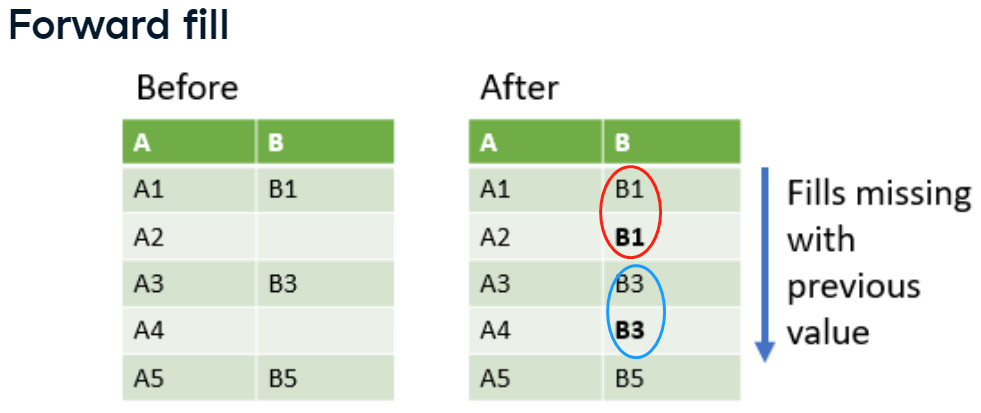 Forward fill
Before
A B
A1 B1
A2
A3 B3
A4
A5 B5
After
A B
A1 B1
A2 B1
A3 B3
A4 B3
A5 B5
Fills missing
with
previous
value